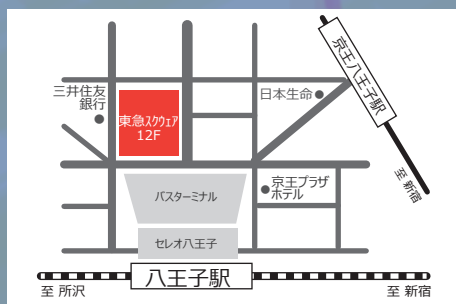 三井住友
銀行
東急スクウェア
12F
日本生命
京王八王子駅
至 新宿
バスターミナル
京王プラザ
ホテル
セレオ八王子
八王子駅
至 所沢
至 新宿